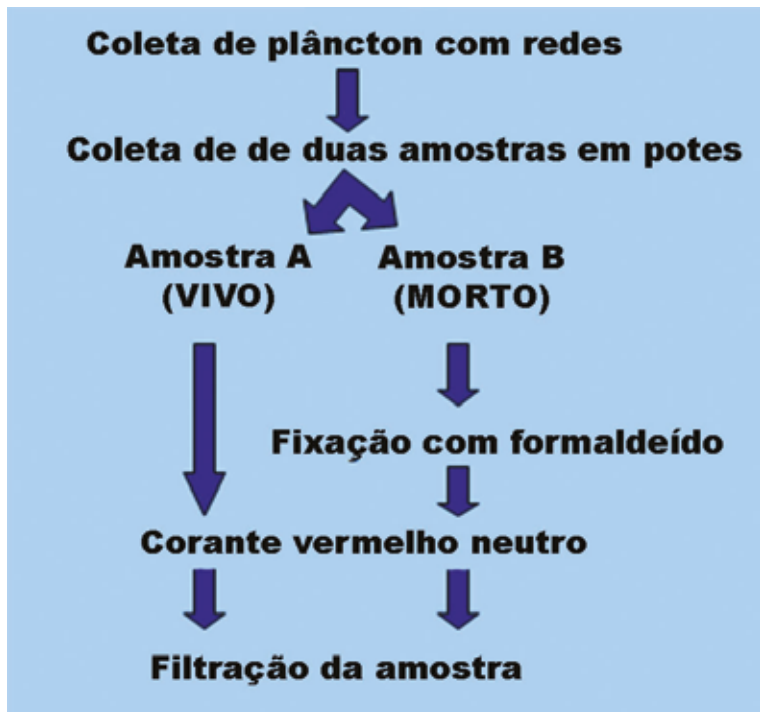 Coleta de plâncton com redes
Coleta de de duas amostras em potes
Amostra A
(VIVO)
Amostra B
(MORTO)
Fixação com formaldeído
Corante vermelho neutro
Filtração da amostra